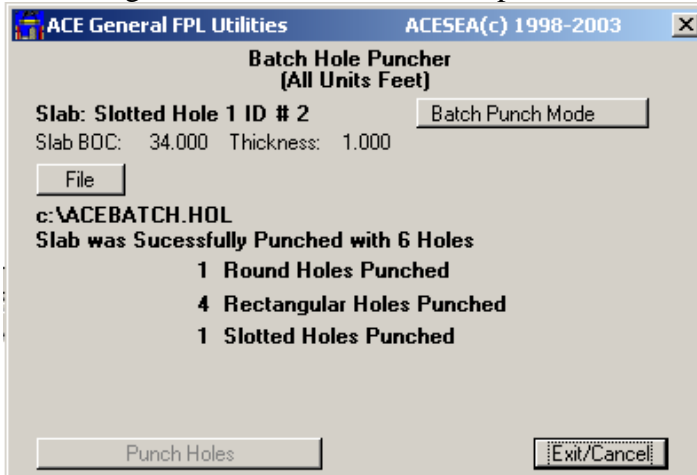 ACE General FPL Utilities ACESEA(c) 1998-2003
Batch Hole Puncher
(All Units Feet)
Slab: Slotted Hole 1 ID # 2 Batch Punch Mode
Slab BOC: 34.000 Thickness: 1.000
File
c:\ACEBATCH.HOL
Slab was Sucessfully Punched with 6 Holes
1 Round Holes Punched
4 Rectangular Holes Punched
1 Slotted Holes Punched
Punch Holes Exit/Cancel